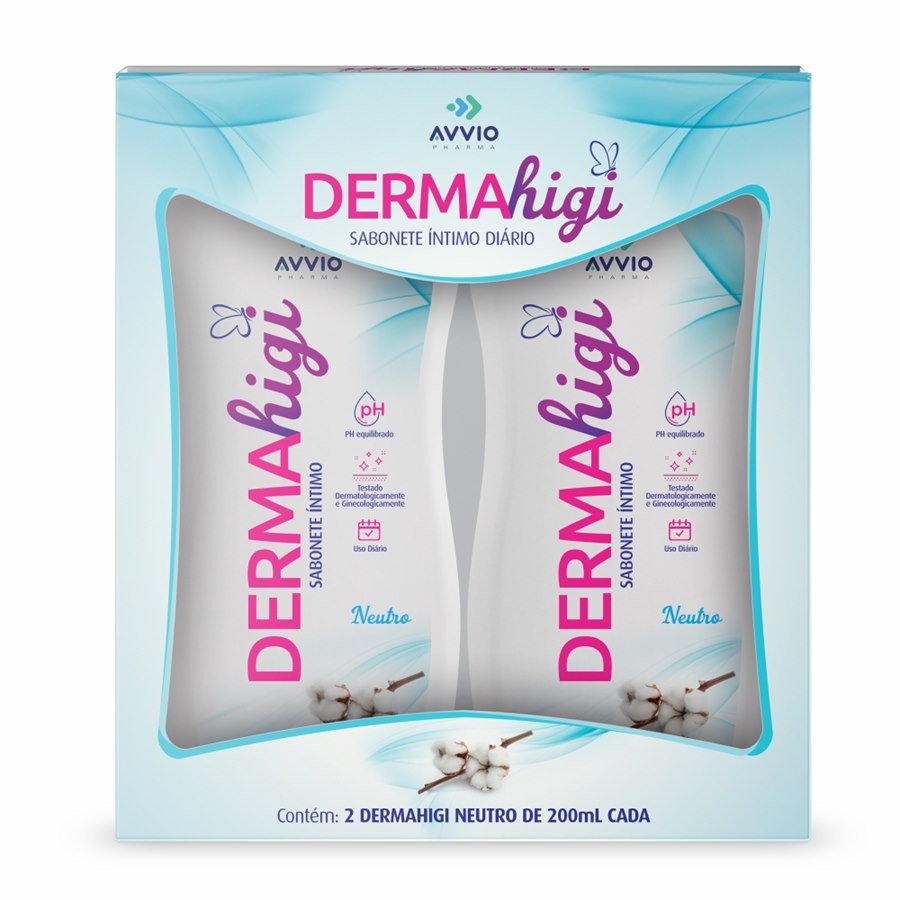 AVVIO
PHARMA
DERMAhigi
SABONETE ÍNTIMO DIÁRIO
AVVIO
PHARMA
DERMAhigi
SABONETE ÍNTIMO
pH
PH equilibrado
Testado
Dermatologicamente
e Ginecologicamente
Uso Diário
Neutro
AVVIO
PHARMA
DERMAhigi
SABONETE ÍNTIMO
pH
PH equilibrado
Testado
Dermatologicamente
e Ginecologicamente
Uso Diário
Neutro
Contém: 2 DERMAHIGI NEUTRO DE 200mL CADA